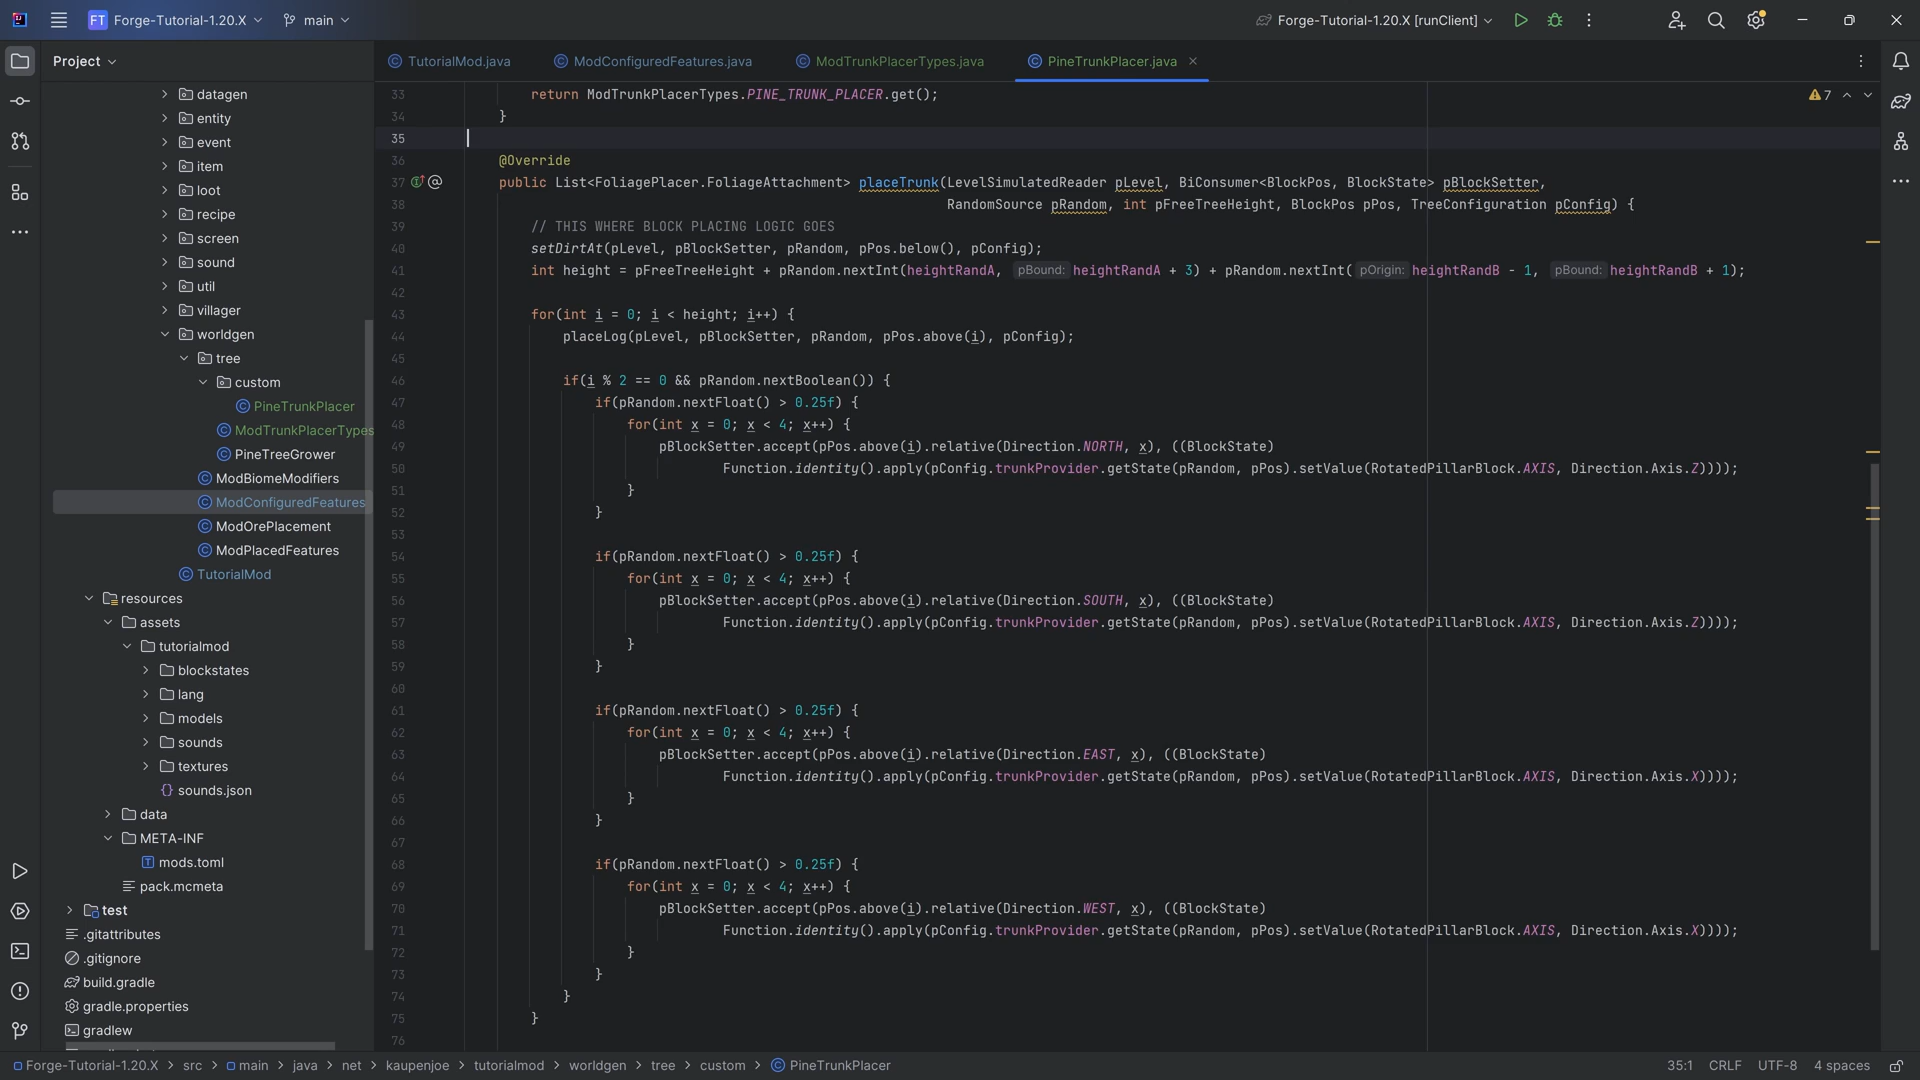 FT Forge-Tutorial-1.20.X main Forge-Tutorial-1.20.X [runClient]
Project TutorialMod.java ModConfiguredFeatures.java ModTrunkPlacerTypes.java PineTrunkPlacer.java
datagen
entity
event
item
loot
recipe
screen
sound
util
villager
worldgen
tree
custom
PineTrunkPlacer
ModTrunkPlacerTypes
PineTreeGrower
ModBiomeModifiers
ModConfiguredFeatures
ModOrePlacement
ModPlacedFeatures
TutorialMod
resources
assets
tutorialmod
blockstates
lang
models
sounds
textures
sounds.json
data
META-INF
mods.toml
pack.mcmeta
test
.gitattributes
.gitignore
build.gradle
gradle.properties
gradlew
7
33 return ModTrunkPlacerTypes.PINE_TRUNK_PLACER.get();
34 }
35
36 @Override
37 public List<FoliagePlacer.FoliageAttachment> placeTrunk(LevelSimulatedReader pLevel, BiConsumer<BlockPos, BlockState> pBlockSetter,
38 RandomSource pRandom, int pFreeTreeHeight, BlockPos pPos, TreeConfiguration pConfig) {
39 // THIS WHERE BLOCK PLACING LOGIC GOES
40 setDirtAt(pLevel, pBlockSetter, pRandom, pPos.below(), pConfig);
41 int height = pFreeTreeHeight + pRandom.nextInt(heightRandA, pBound: heightRandA + 3) + pRandom.nextInt( pOrigin: heightRandB - 1, pBound: heightRandB + 1);
42
43 for(int i = 0; i < height; i++) {
44 placeLog(pLevel, pBlockSetter, pRandom, pPos.above(i), pConfig);
45
46 if(i % 2 == 0 && pRandom.nextBoolean()) {
47 if(pRandom.nextFloat() > 0.25f) {
48 for(int x = 0; x < 4; x++) {
49 pBlockSetter.accept(pPos.above(i).relative(Direction.NORTH, x), ((BlockState)
50 Function.identity().apply(pConfig.trunkProvider.getState(pRandom, pPos).setValue(RotatedPillarBlock.AXIS, Direction.Axis.Z))));
51 }
52 }
53
54 if(pRandom.nextFloat() > 0.25f) {
55 for(int x = 0; x < 4; x++) {
56 pBlockSetter.accept(pPos.above(i).relative(Direction.SOUTH, x), ((BlockState)
57 Function.identity().apply(pConfig.trunkProvider.getState(pRandom, pPos).setValue(RotatedPillarBlock.AXIS, Direction.Axis.Z))));
58 }
59 }
60
61 if(pRandom.nextFloat() > 0.25f) {
62 for(int x = 0; x < 4; x++) {
63 pBlockSetter.accept(pPos.above(i).relative(Direction.EAST, x), ((BlockState)
64 Function.identity().apply(pConfig.trunkProvider.getState(pRandom, pPos).setValue(RotatedPillarBlock.AXIS, Direction.Axis.X))));
65 }
66 }
67
68 if(pRandom.nextFloat() > 0.25f) {
69 for(int x = 0; x < 4; x++) {
70 pBlockSetter.accept(pPos.above(i).relative(Direction.WEST, x), ((BlockState)
71 Function.identity().apply(pConfig.trunkProvider.getState(pRandom, pPos).setValue(RotatedPillarBlock.AXIS, Direction.Axis.X))));
72 }
73 }
74 }
75 }
76
Forge-Tutorial-1.20.X > src > main > java > net > kaupenjoe > tutorialmod > worldgen > tree > custom > PineTrunkPlacer 35:1 CRLF UTF-8 4 spaces